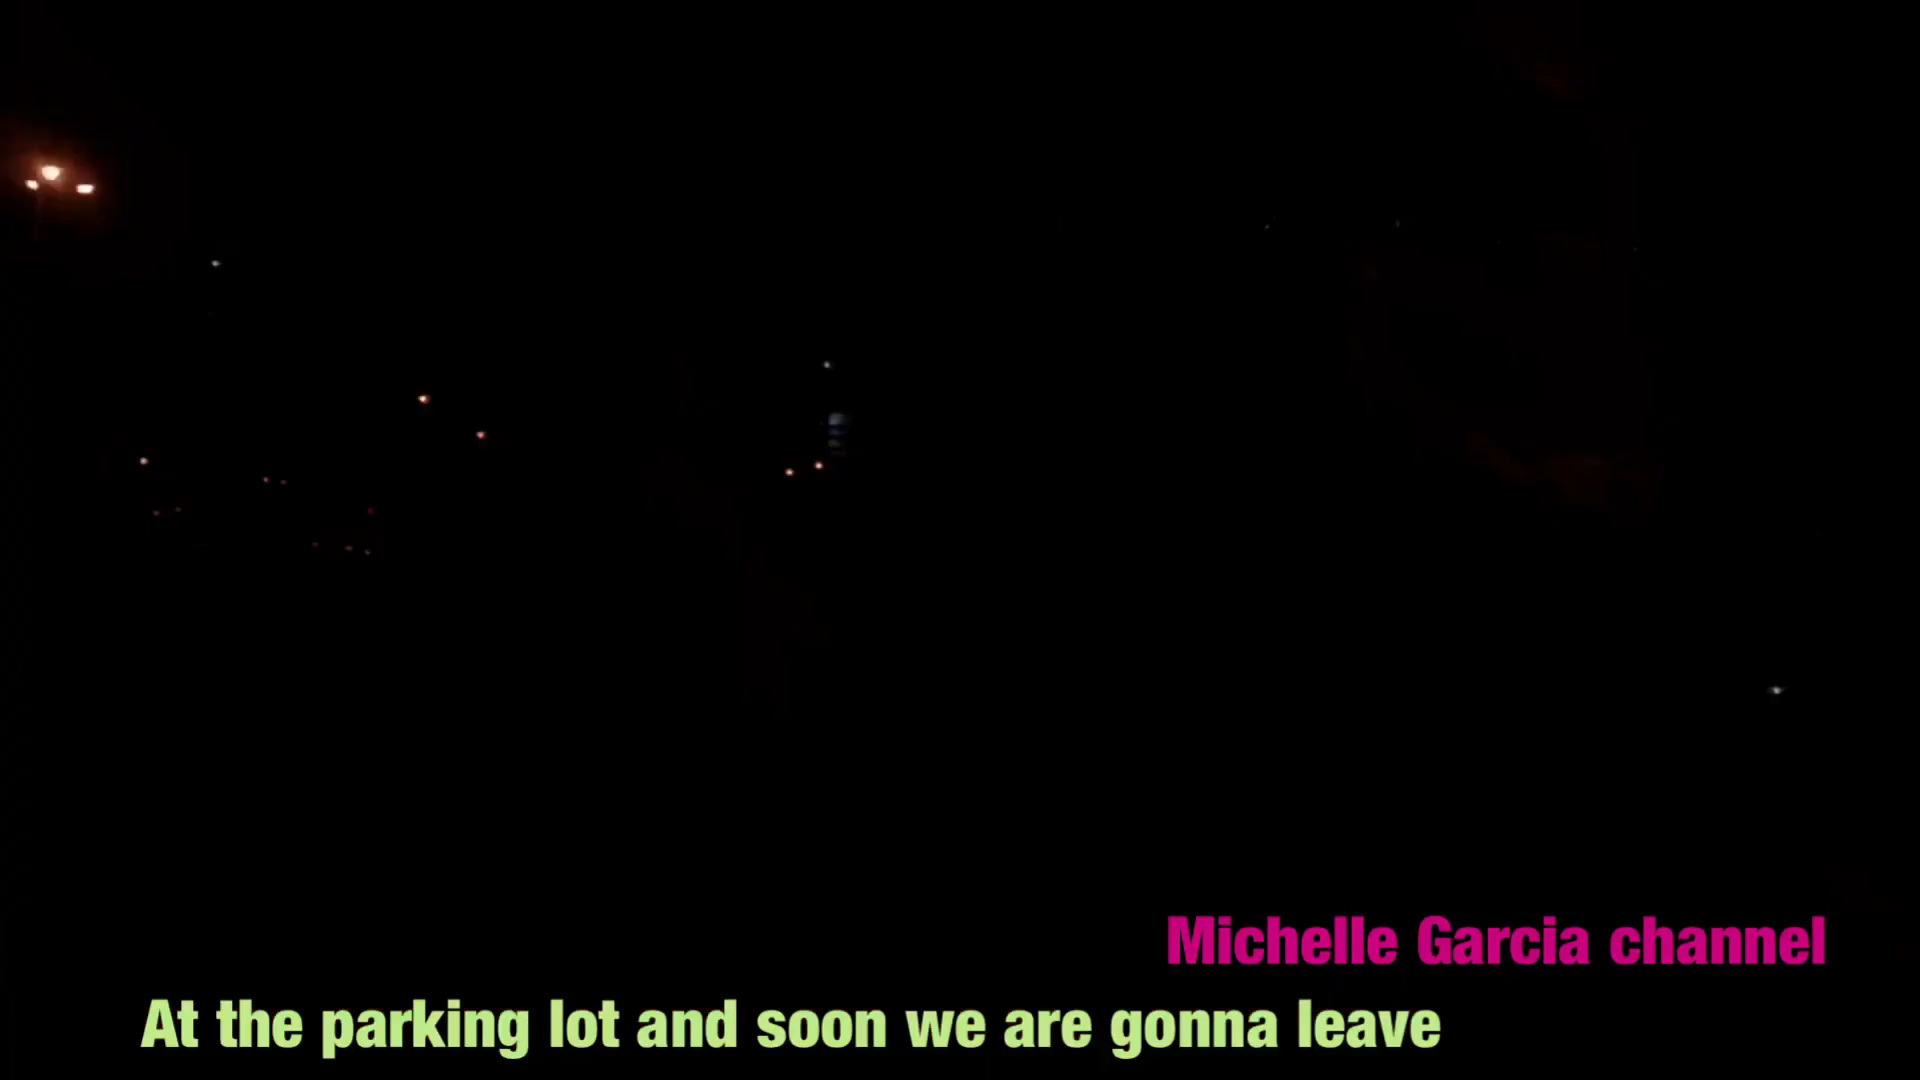 Michelle Garcia channel
At the parking lot and soon we are gonna leave